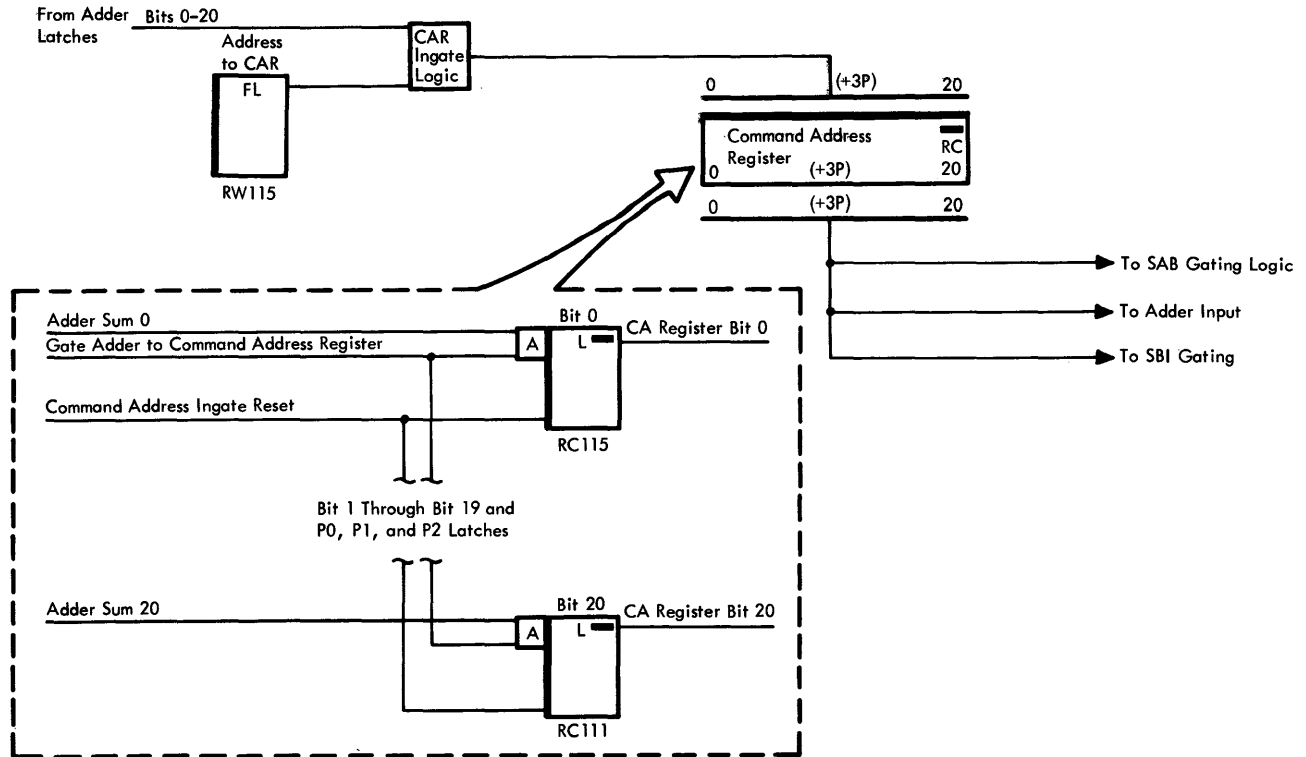 From Adder
Latches
Bits 0-20
Address
to CAR
FL
RW115
CAR
Ingate
Logic
0 (+3P) 20
Command Address
Register
RC
0 (+3P) 20
0 (+3P) 20
To SAB Gating Logic
To Adder Input
To SBI Gating
Adder Sum 0
Gate Adder to Command Address Register
Command Address Ingate Reset
A
Bit 0
L
CA Register Bit 0
RC115
Bit 1 Through Bit 19 and
P0, P1, and P2 Latches
Adder Sum 20
A
Bit 20
L
CA Register Bit 20
RC111